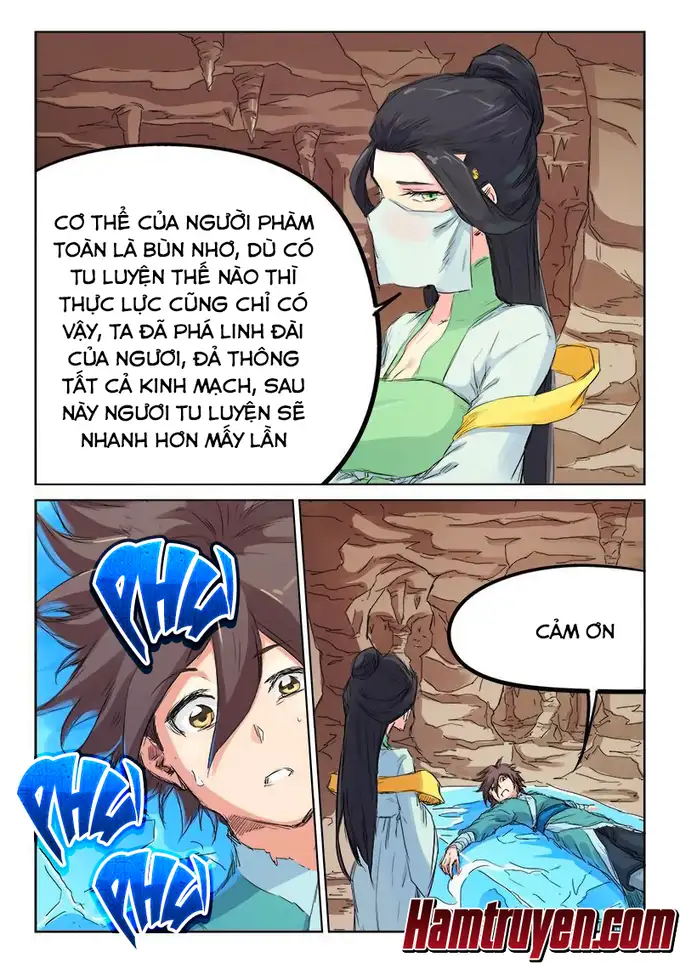 CƠ THỂ CỦA NGƯỜI PHÀM
TOÀN LÀ BÙN NHƠ, DÙ CÓ
TU LUYỆN THẾ NÀO THÌ
THỰC LỰC CŨNG CHỈ CÓ
VẬY, TA ĐÃ PHÁ LINH ĐÀI
CỦA NGƯƠI, ĐẢ THÔNG
TẤT CẢ KINH MẠCH, SAU
NÀY NGƯƠI TU LUYỆN SẼ
NHANH HƠN MẤY LẦN
PHÙ
PHÙ
PHÙ
CẢM ƠN
Hamtruyen.com